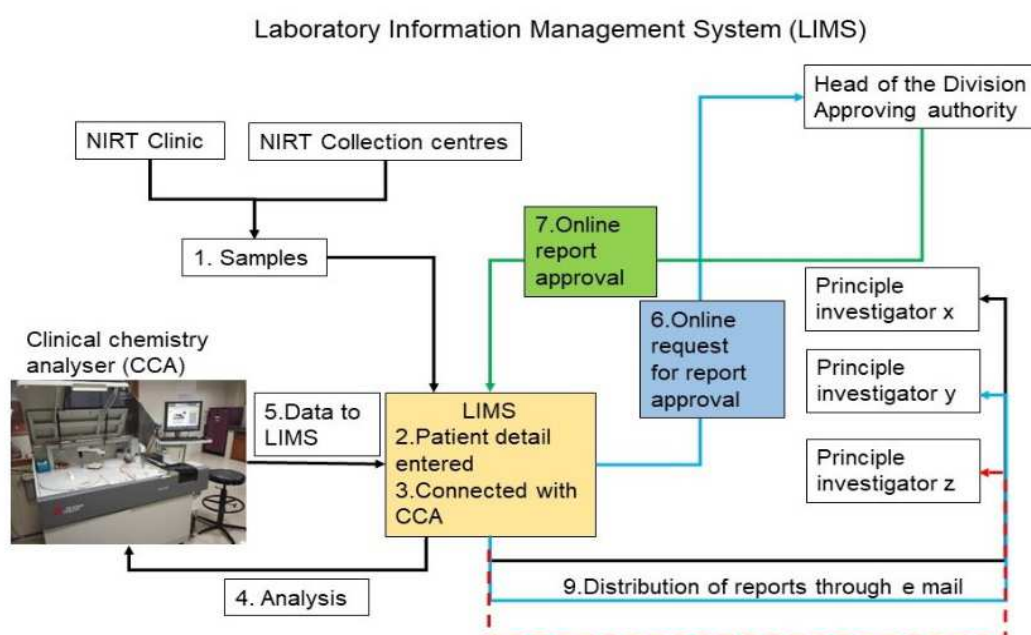 Laboratory Information Management System (LIMS)
Head of the Division
Approving authority
NIRT Clinic
NIRT Collection centres
7.Online
report
approval
1. Samples
Principle
investigator x
6.Online
request
for report
approval
Clinical chemistry
analyser (CCA)
Principle
investigator y
5.Data to
LIMS
LIMS
2.Patient detail
entered
3.Connected with
CCA
Principle
investigator z
4. Analysis
9.Distribution of reports through e mail